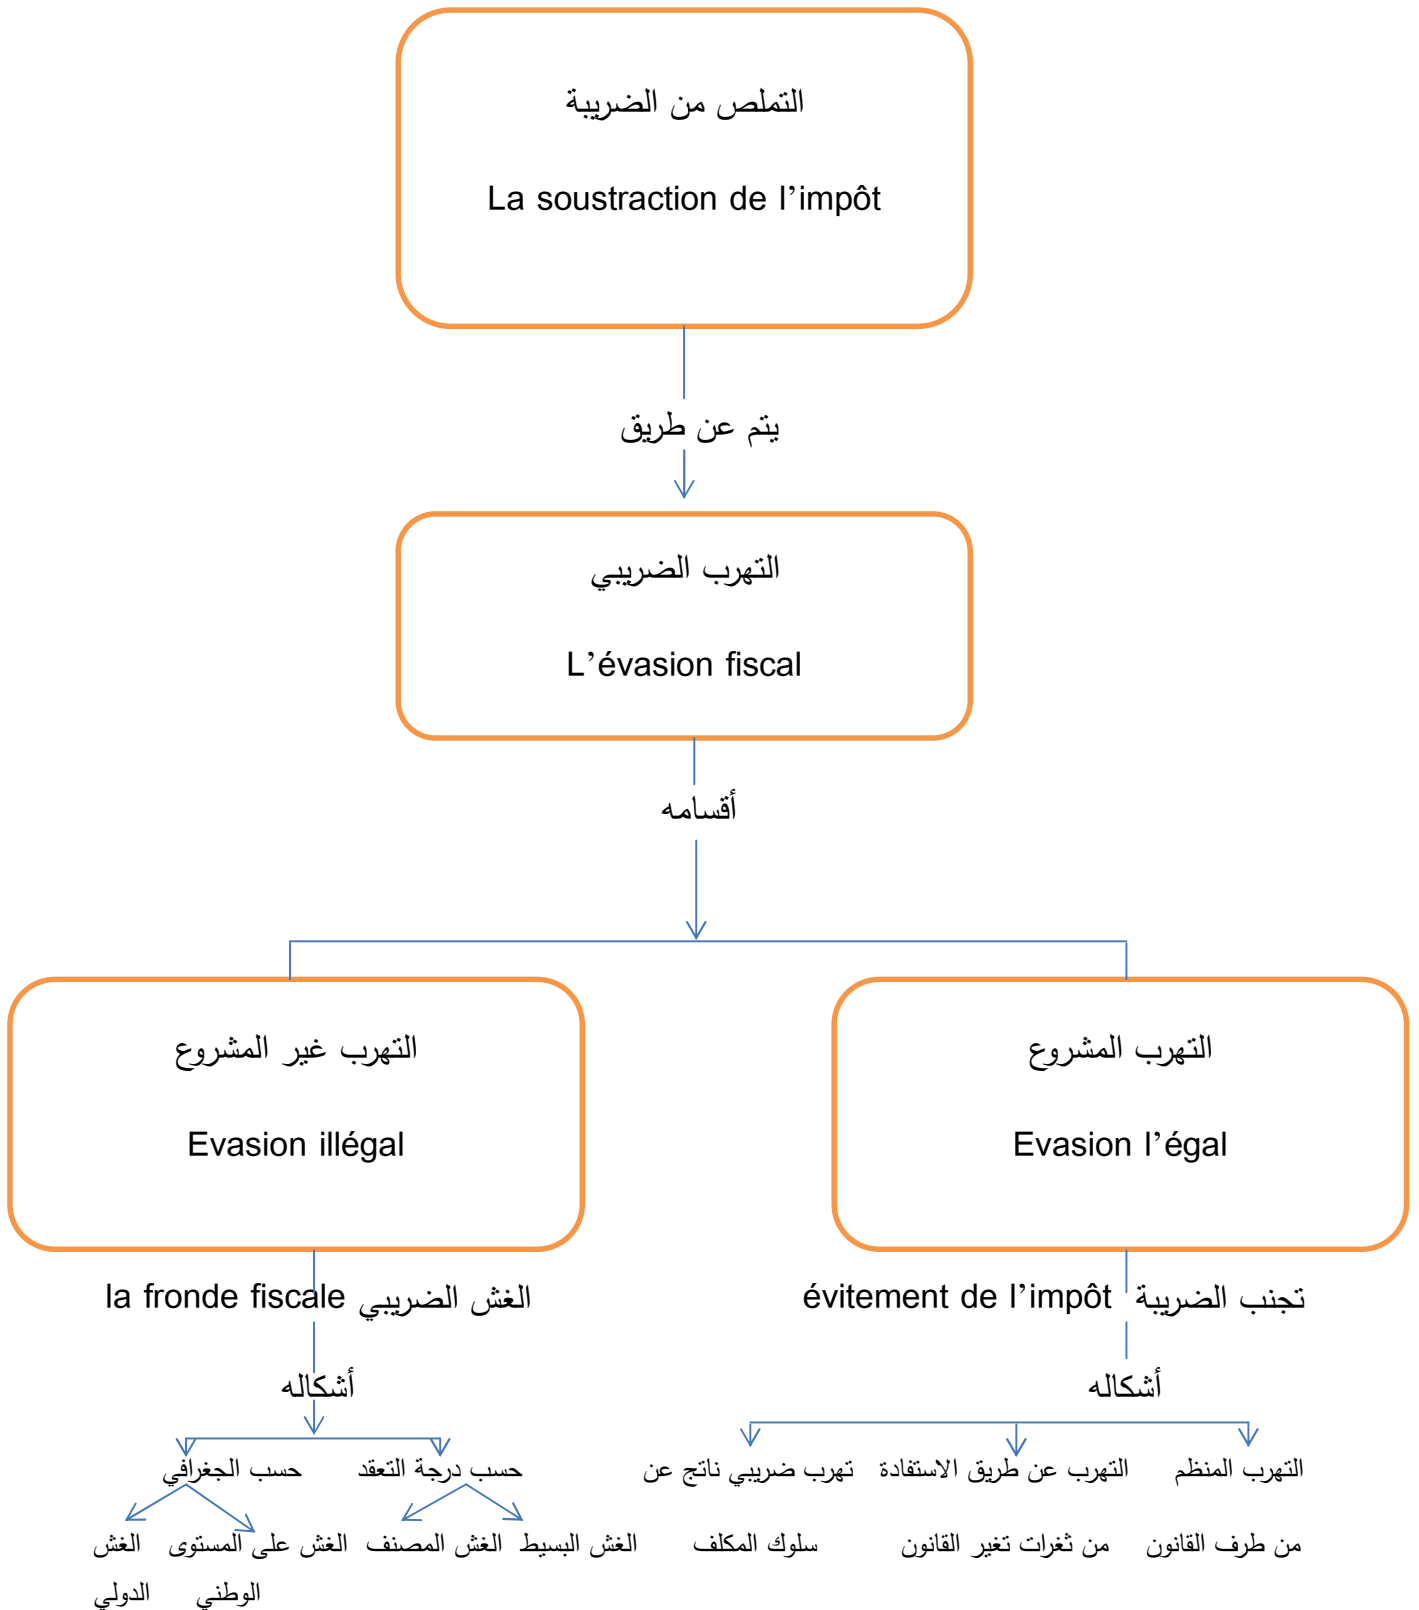 التملص من الضريبة
La soustraction de l’impôt
يتم عن طريق
التهرب الضريبي
L’évasion fiscal
أقسامه
التهرب المشروع
Evasion l’égal
التهرب غير المشروع
Evasion illégal
تجنب الضريبة évitement de l’impôt
الغش الضريبي la fronde fiscale
أشكاله
أشكاله
التهرب المنظم
من طرف القانون
التهرب عن طريق الاستفادة
من ثغرات تغير القانون
تهرب ضريبي ناتج عن
سلوك المكلف
حسب درجة التعقد
حسب الجغرافي
الغش البسيط
الغش المصنف
الغش على المستوى
الوطني
الغش
الدولي